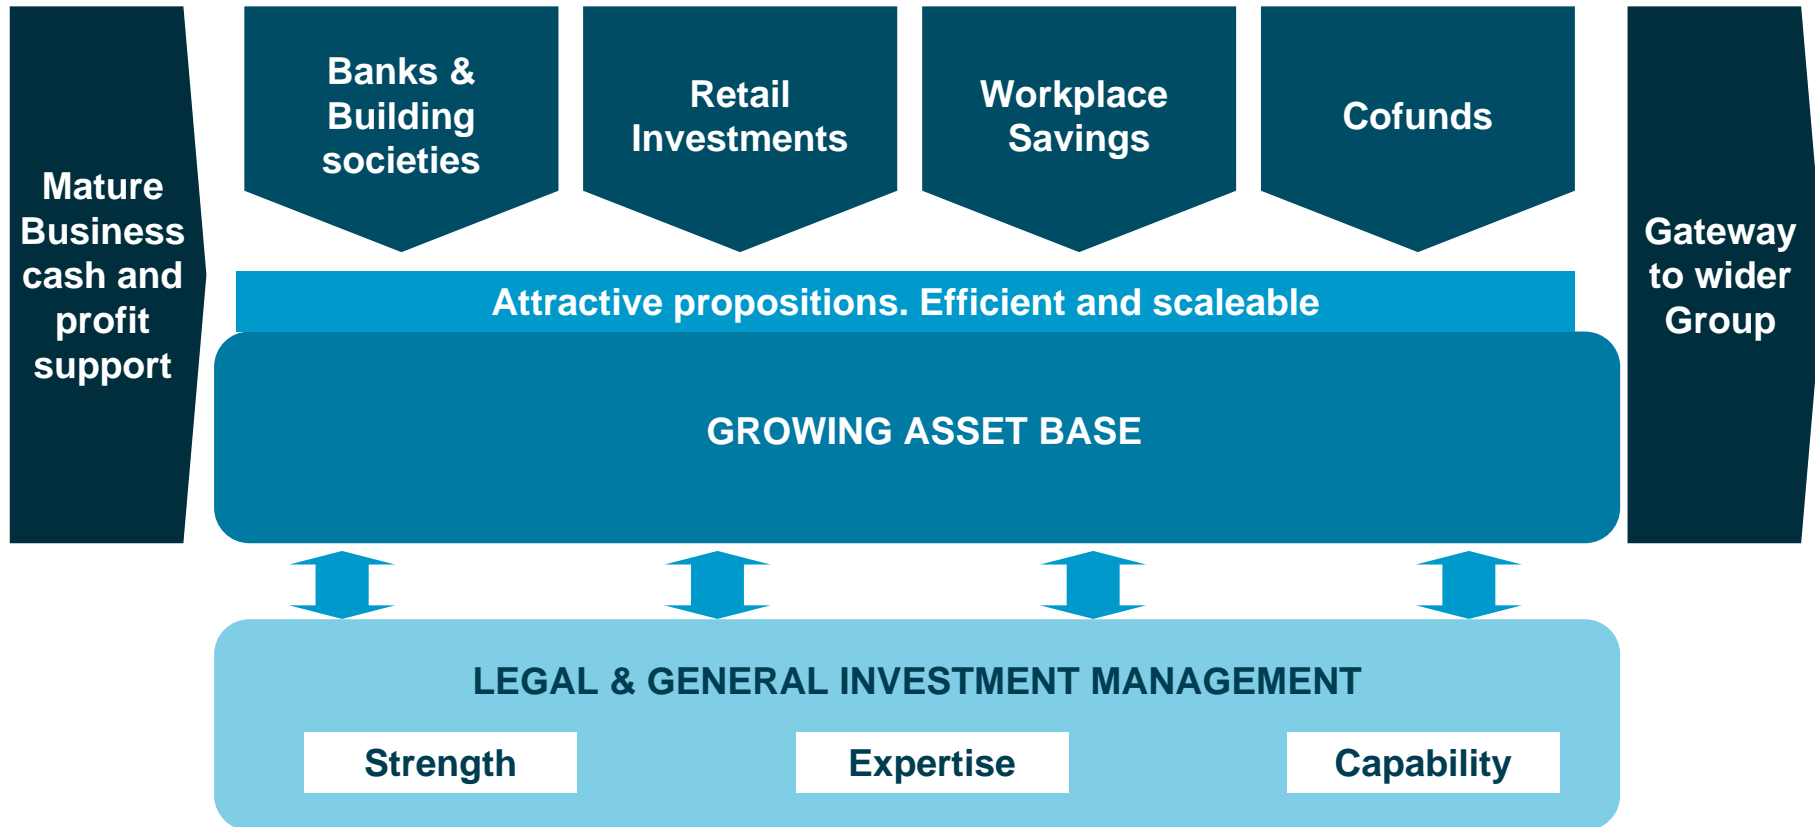 Mature
Business
cash and
profit
support
Banks &
Building
societies
Retail
Investments
Workplace
Savings
Cofunds
Gateway
to wider
Group
Attractive propositions. Efficient and scaleable
GROWING ASSET BASE
LEGAL & GENERAL INVESTMENT MANAGEMENT
Strength
Expertise
Capability